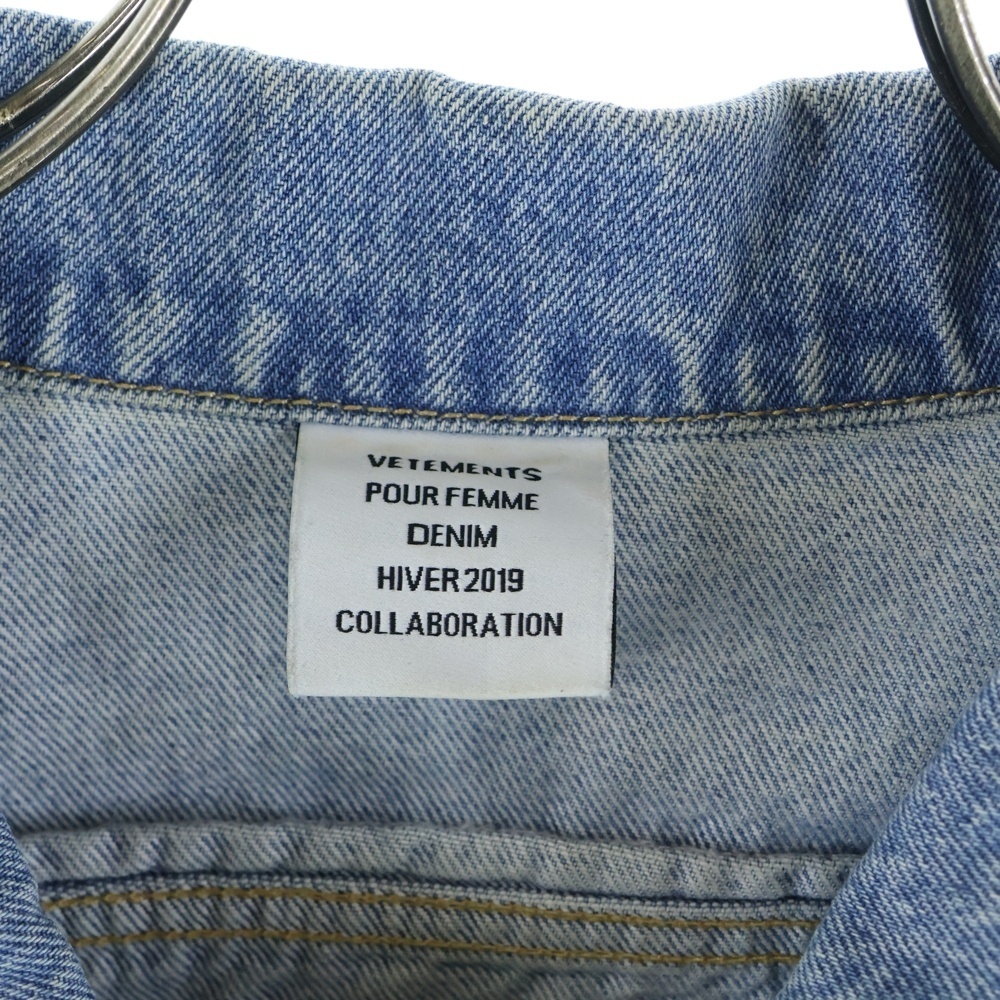 VETEMENTS
POUR FEMME
DENIM
HIVER 2019
COLLABORATION